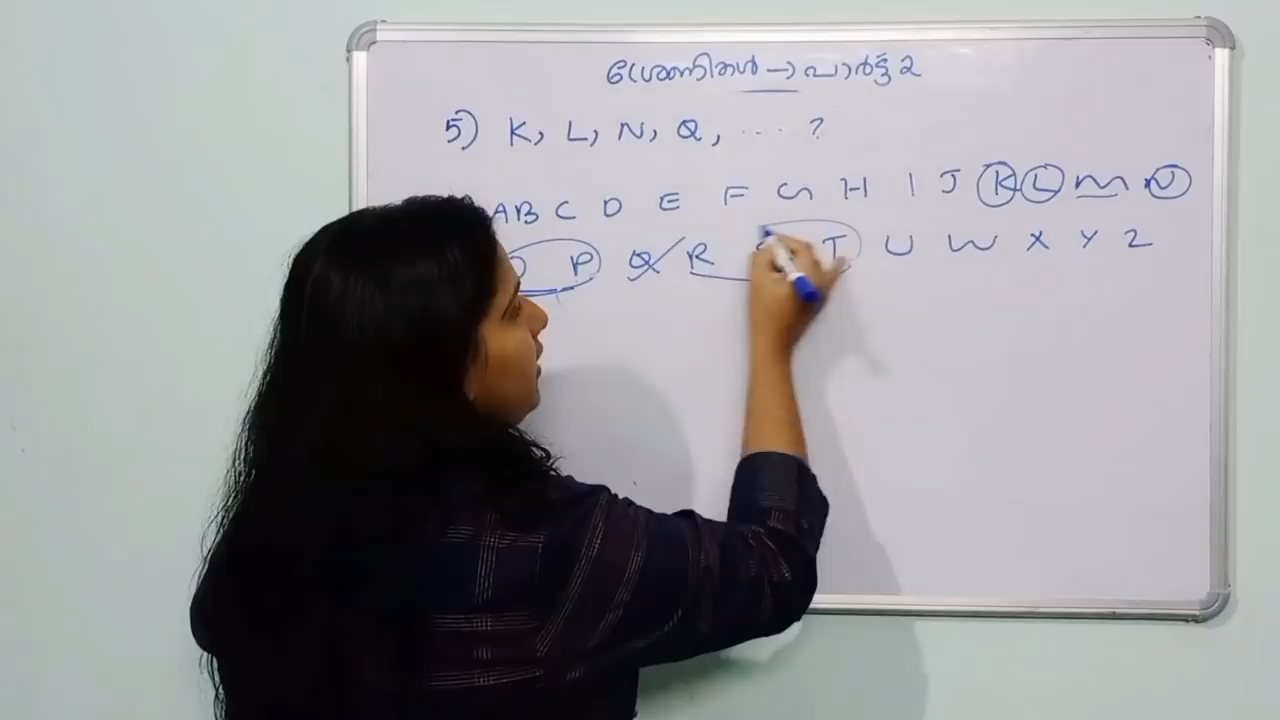 ശ്രേണികൾ → പാർട്ട് 2
5) K, L, N, Q, ... ?
A B C D E F G H I J K L M N
O P Q R S T U W X Y Z